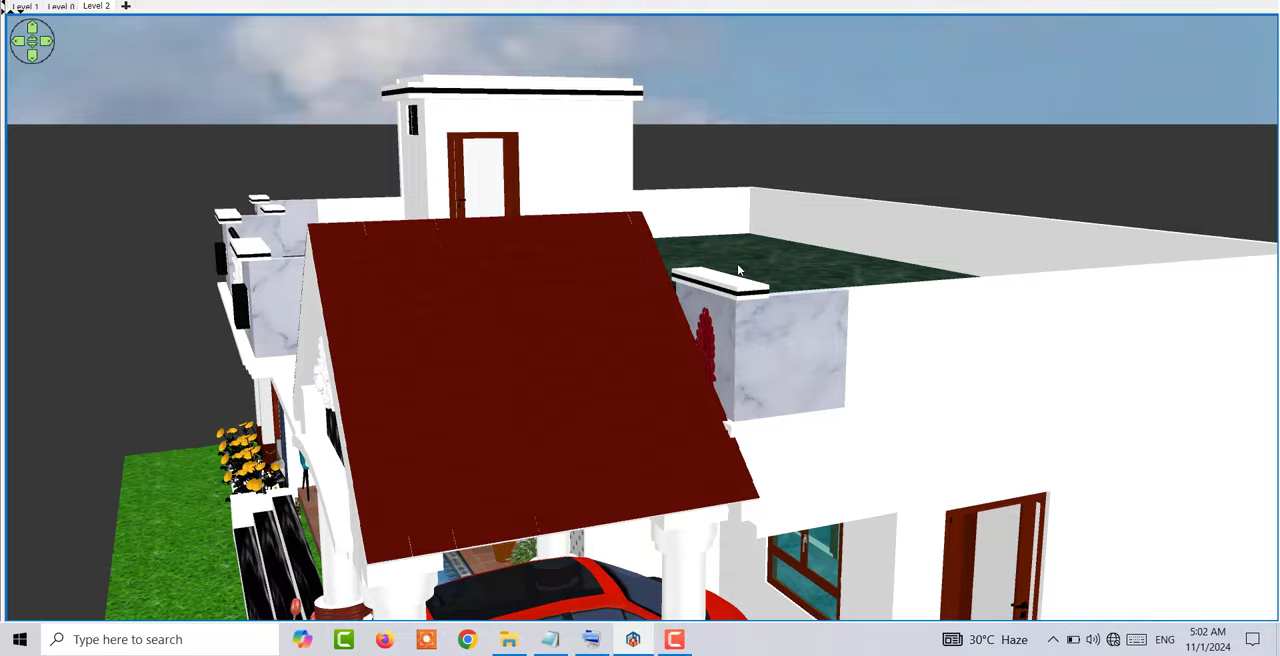 Level 1 Level 0 Level 2
Type here to search
30°C Haze
ENG
5:02 AM
11/1/2024